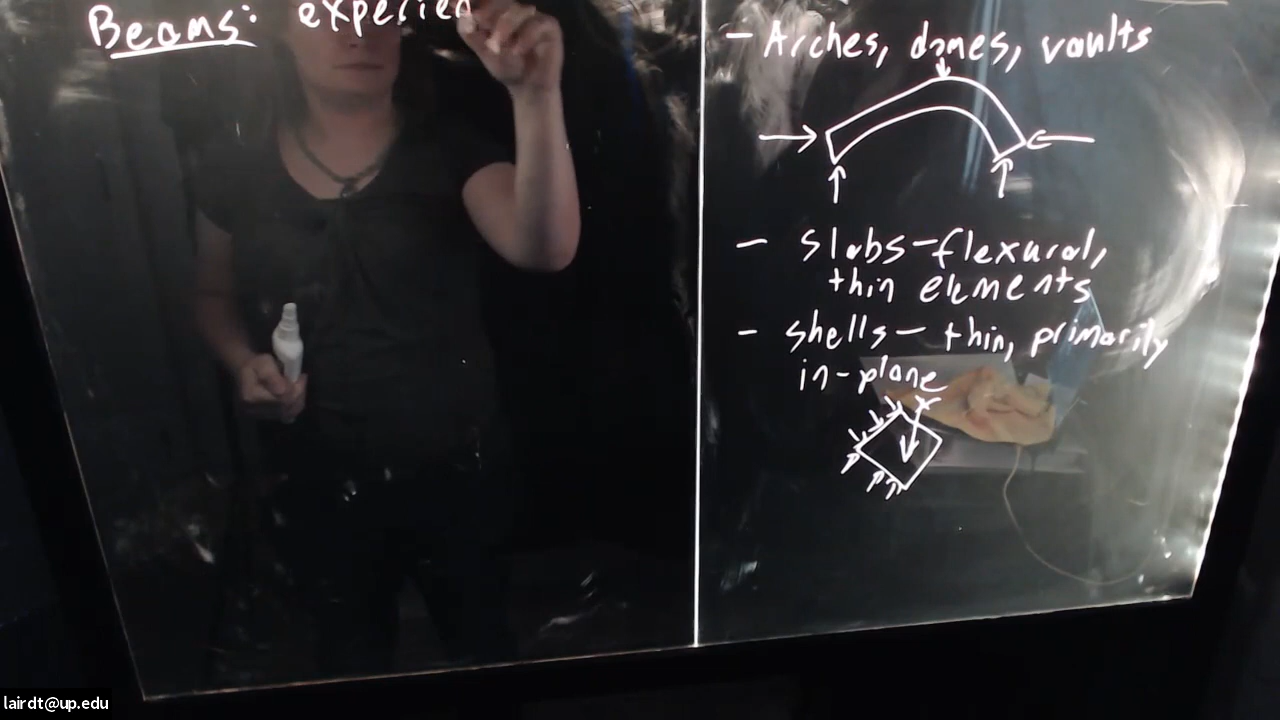 Beams: experien
- Arches, domes, vaults
- slabs - flexural,
thin elements
- shells - thin, primarily
in-plane
lairdt@up.edu